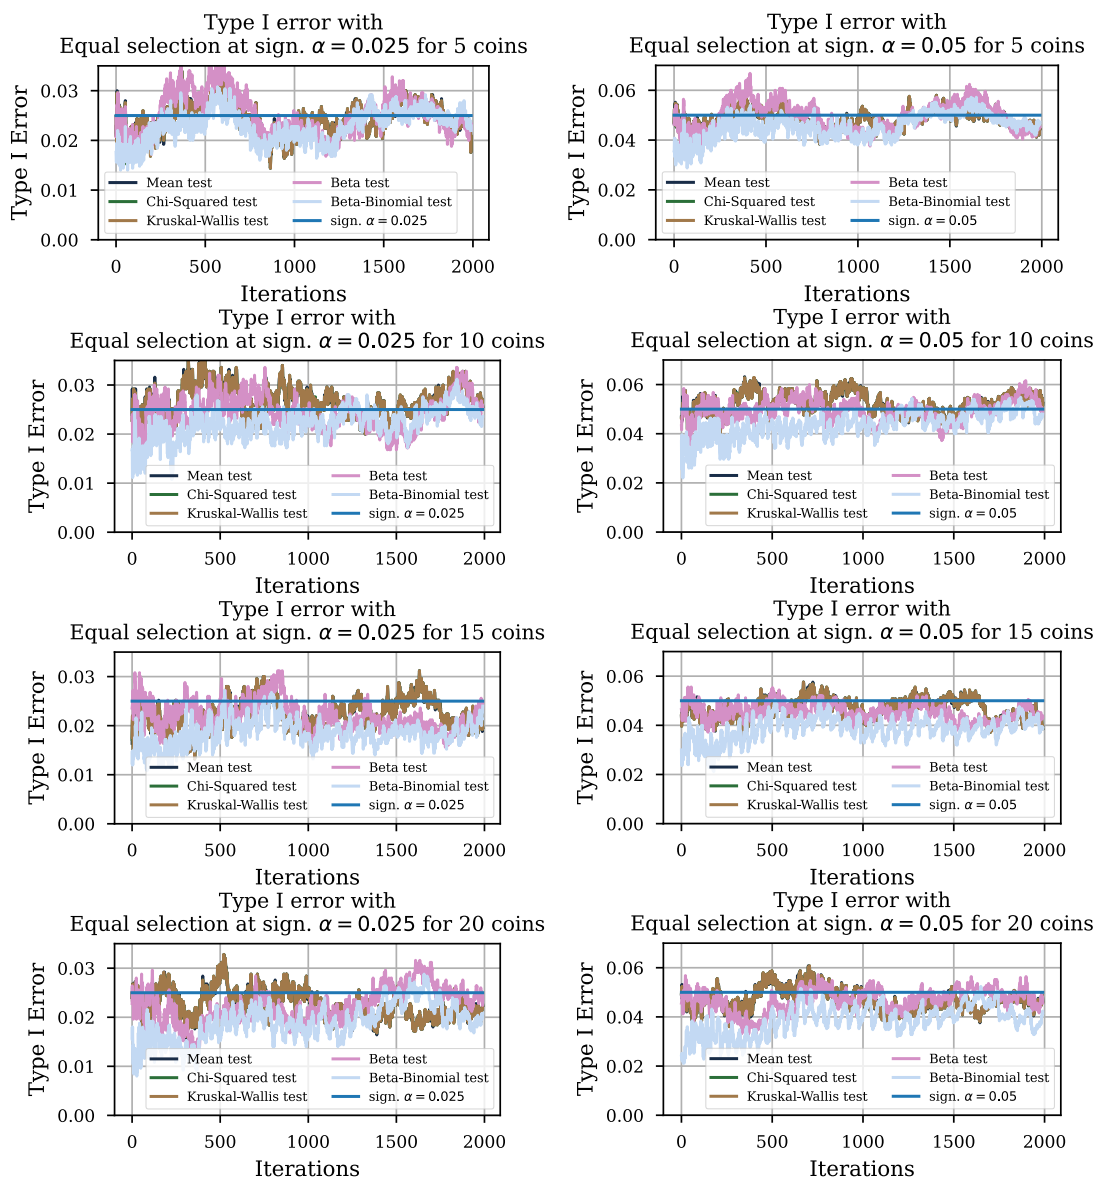 Type I error with
Equal selection at sign. α = 0.025 for 5 coins
0.03
0.02
0.01
0.00
Type I Error
Mean test
Chi-Squared test
Kruskal-Wallis test
Beta test
Beta-Binomial test
sign. α = 0.025
0 500 1000 1500 2000
Iterations
Type I error with
Equal selection at sign. α = 0.05 for 5 coins
0.06
0.04
0.02
0.00
Type I Error
Mean test
Chi-Squared test
Kruskal-Wallis test
Beta test
Beta-Binomial test
sign. α = 0.05
0 500 1000 1500 2000
Iterations
Type I error with
Equal selection at sign. α = 0.025 for 10 coins
0.03
0.02
0.01
0.00
Type I Error
Mean test
Chi-Squared test
Kruskal-Wallis test
Beta test
Beta-Binomial test
sign. α = 0.025
0 500 1000 1500 2000
Iterations
Type I error with
Equal selection at sign. α = 0.05 for 10 coins
0.06
0.04
0.02
0.00
Type I Error
Mean test
Chi-Squared test
Kruskal-Wallis test
Beta test
Beta-Binomial test
sign. α = 0.05
0 500 1000 1500 2000
Iterations
Type I error with
Equal selection at sign. α = 0.025 for 15 coins
0.03
0.02
0.01
0.00
Type I Error
Mean test
Chi-Squared test
Kruskal-Wallis test
Beta test
Beta-Binomial test
sign. α = 0.025
0 500 1000 1500 2000
Iterations
Type I error with
Equal selection at sign. α = 0.05 for 15 coins
0.06
0.04
0.02
0.00
Type I Error
Mean test
Chi-Squared test
Kruskal-Wallis test
Beta test
Beta-Binomial test
sign. α = 0.05
0 500 1000 1500 2000
Iterations
Type I error with
Equal selection at sign. α = 0.025 for 20 coins
0.03
0.02
0.01
0.00
Type I Error
Mean test
Chi-Squared test
Kruskal-Wallis test
Beta test
Beta-Binomial test
sign. α = 0.025
0 500 1000 1500 2000
Iterations
Type I error with
Equal selection at sign. α = 0.05 for 20 coins
0.06
0.04
0.02
0.00
Type I Error
Mean test
Chi-Squared test
Kruskal-Wallis test
Beta test
Beta-Binomial test
sign. α = 0.05
0 500 1000 1500 2000
Iterations